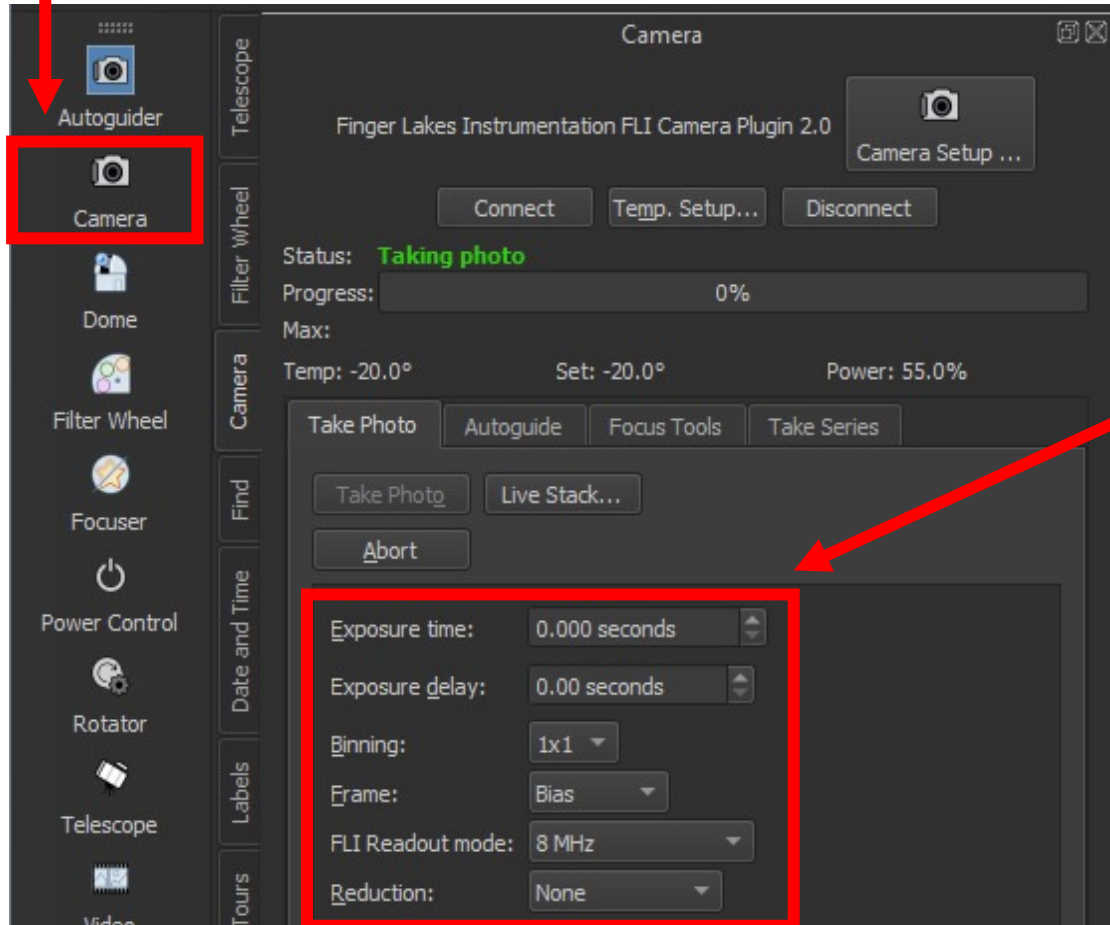 Autoguider
Camera
Dome
Filter Wheel
Focuser
Power Control
Rotator
Telescope
Video
Telescope
Filter Wheel
Camera
Find
Date and Time
Labels
Tours
Camera
Finger Lakes Instrumentation FLI Camera Plugin 2.0
Camera Setup ...
Connect Temp. Setup... Disconnect
Status: Taking photo
Progress: 0%
Max:
Temp: -20.0° Set: -20.0° Power: 55.0%
Take Photo Autoguide Focus Tools Take Series
Take Photo Live Stack...
Abort
Exposure time: 0.000 seconds
Exposure delay: 0.00 seconds
Binning: 1x1
Frame: Bias
FLI Readout mode: 8 MHz
Reduction: None